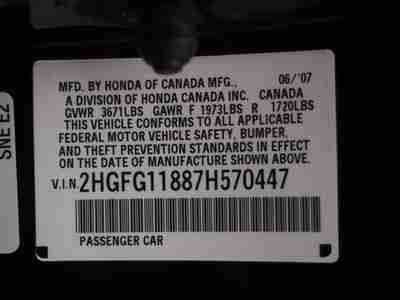 MFD. BY HONDA OF CANADA MFG., 06/'07
A DIVISION OF HONDA CANADA INC. CANADA
GVWR 3671LBS GAWR F 1973LBS R 1720LBS
THIS VEHICLE CONFORMS TO ALL APPLICABLE
FEDERAL MOTOR VEHICLE SAFETY, BUMPER,
AND THEFT PREVENTION STANDARDS IN EFFECT
ON THE DATE OF MANUFACTURE SHOWN ABOVE.
V.I.N. 2HGFG11887H570447
PASSENGER CAR
SNE E2